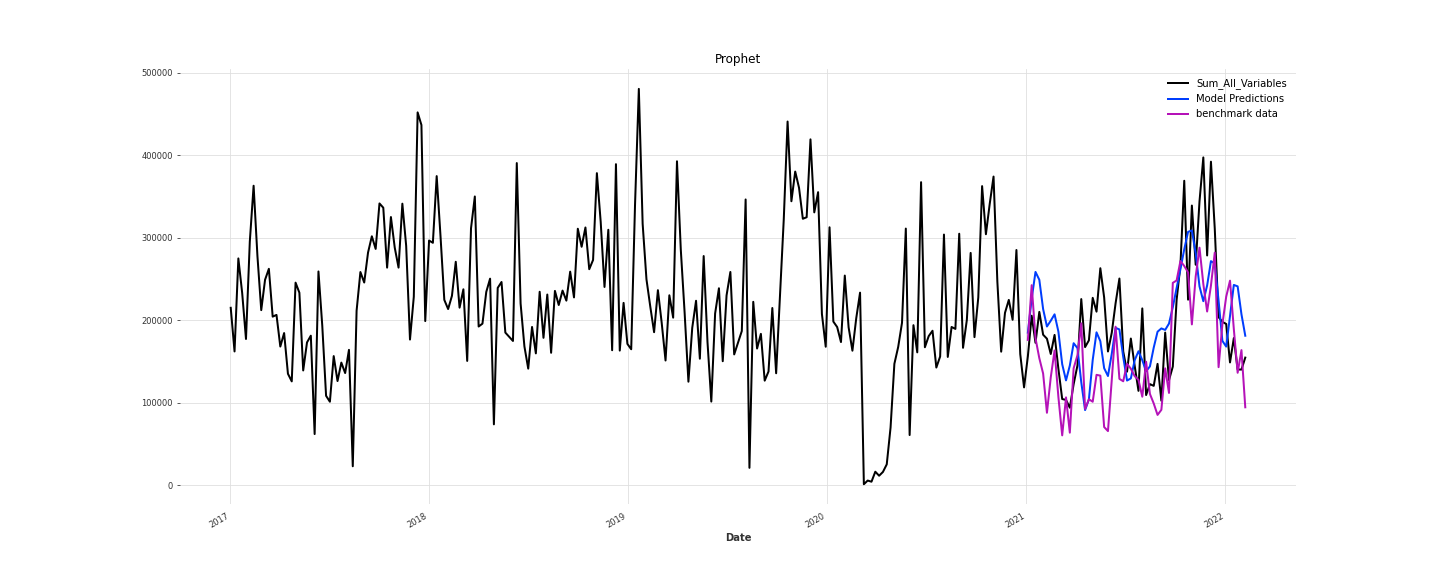 Prophet
Sum_All_Variables
Model Predictions
benchmark data
500000
400000
300000
200000
100000
0
2017
2018
2019
2020
2021
2022
Date